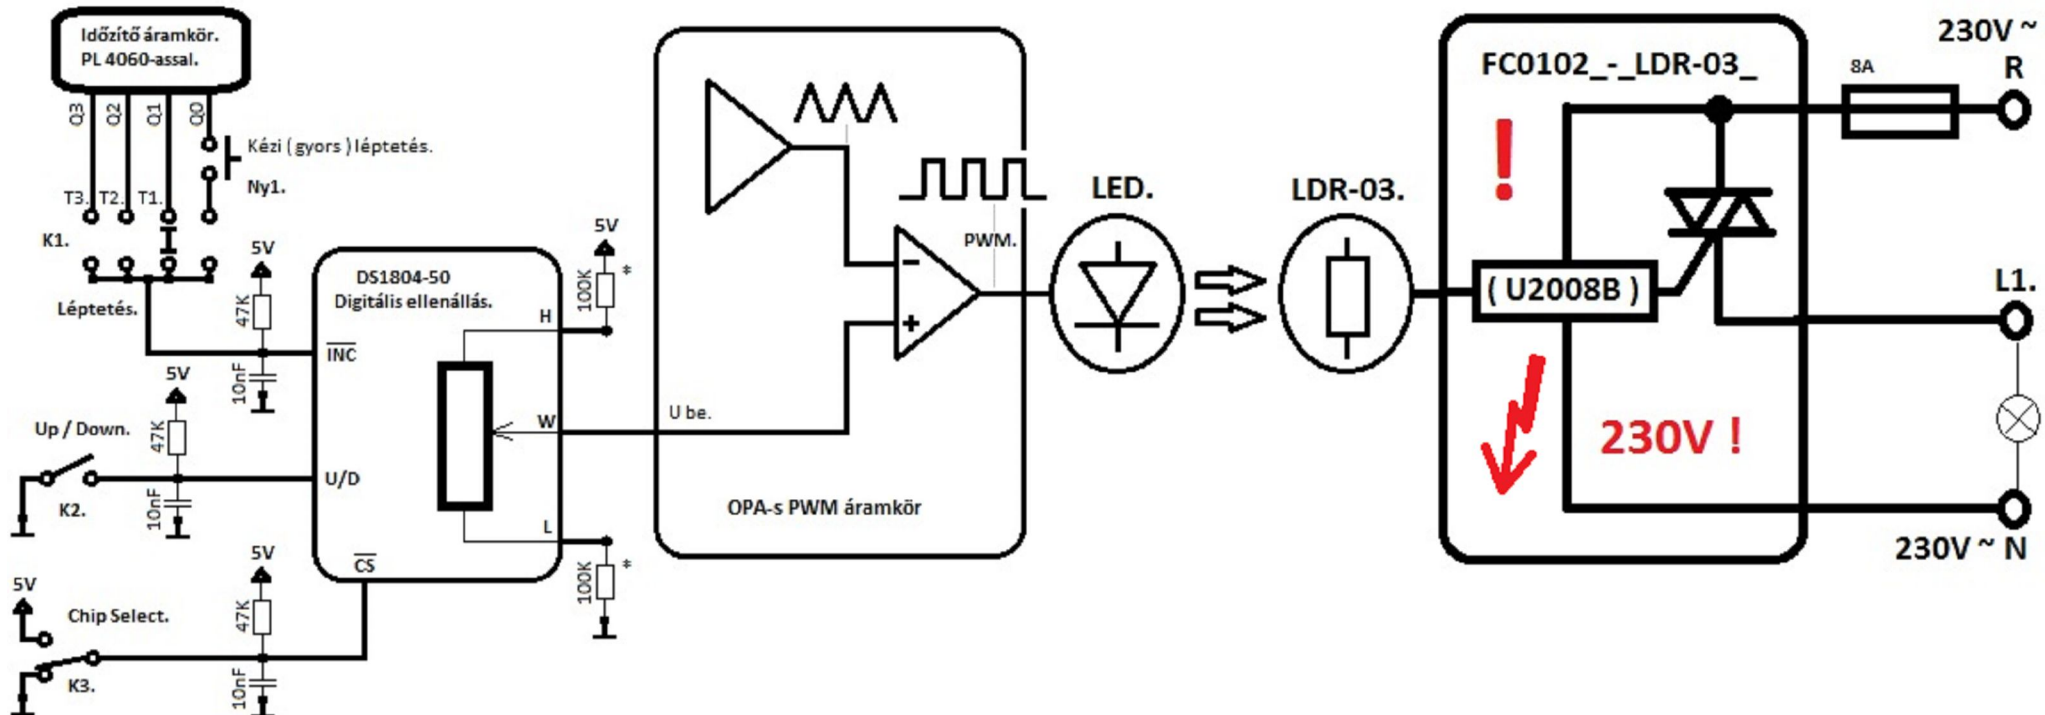 Időzítő áramkör.
PL 4060-assal.
Q3
Q2
Q1
Q0
Kézi ( gyors ) léptetés.
Ny1.
T3.
T2.
T1.
K1.
Léptetés.
5V
47K
10nF
INC
DS1804-50
Digitális ellenállás.
H
W
L
U/D
CS
5V
100K
*
100K
*
Up / Down.
5V
47K
10nF
K2.
5V
Chip Select.
K3.
5V
47K
10nF
U be.
PWM.
−
+
OPA-s PWM áramkör
LED.
LDR-03.
FC0102_-_LDR-03_
!
( U2008B )
230V !
8A
230V ~
R
L1.
230V ~ N